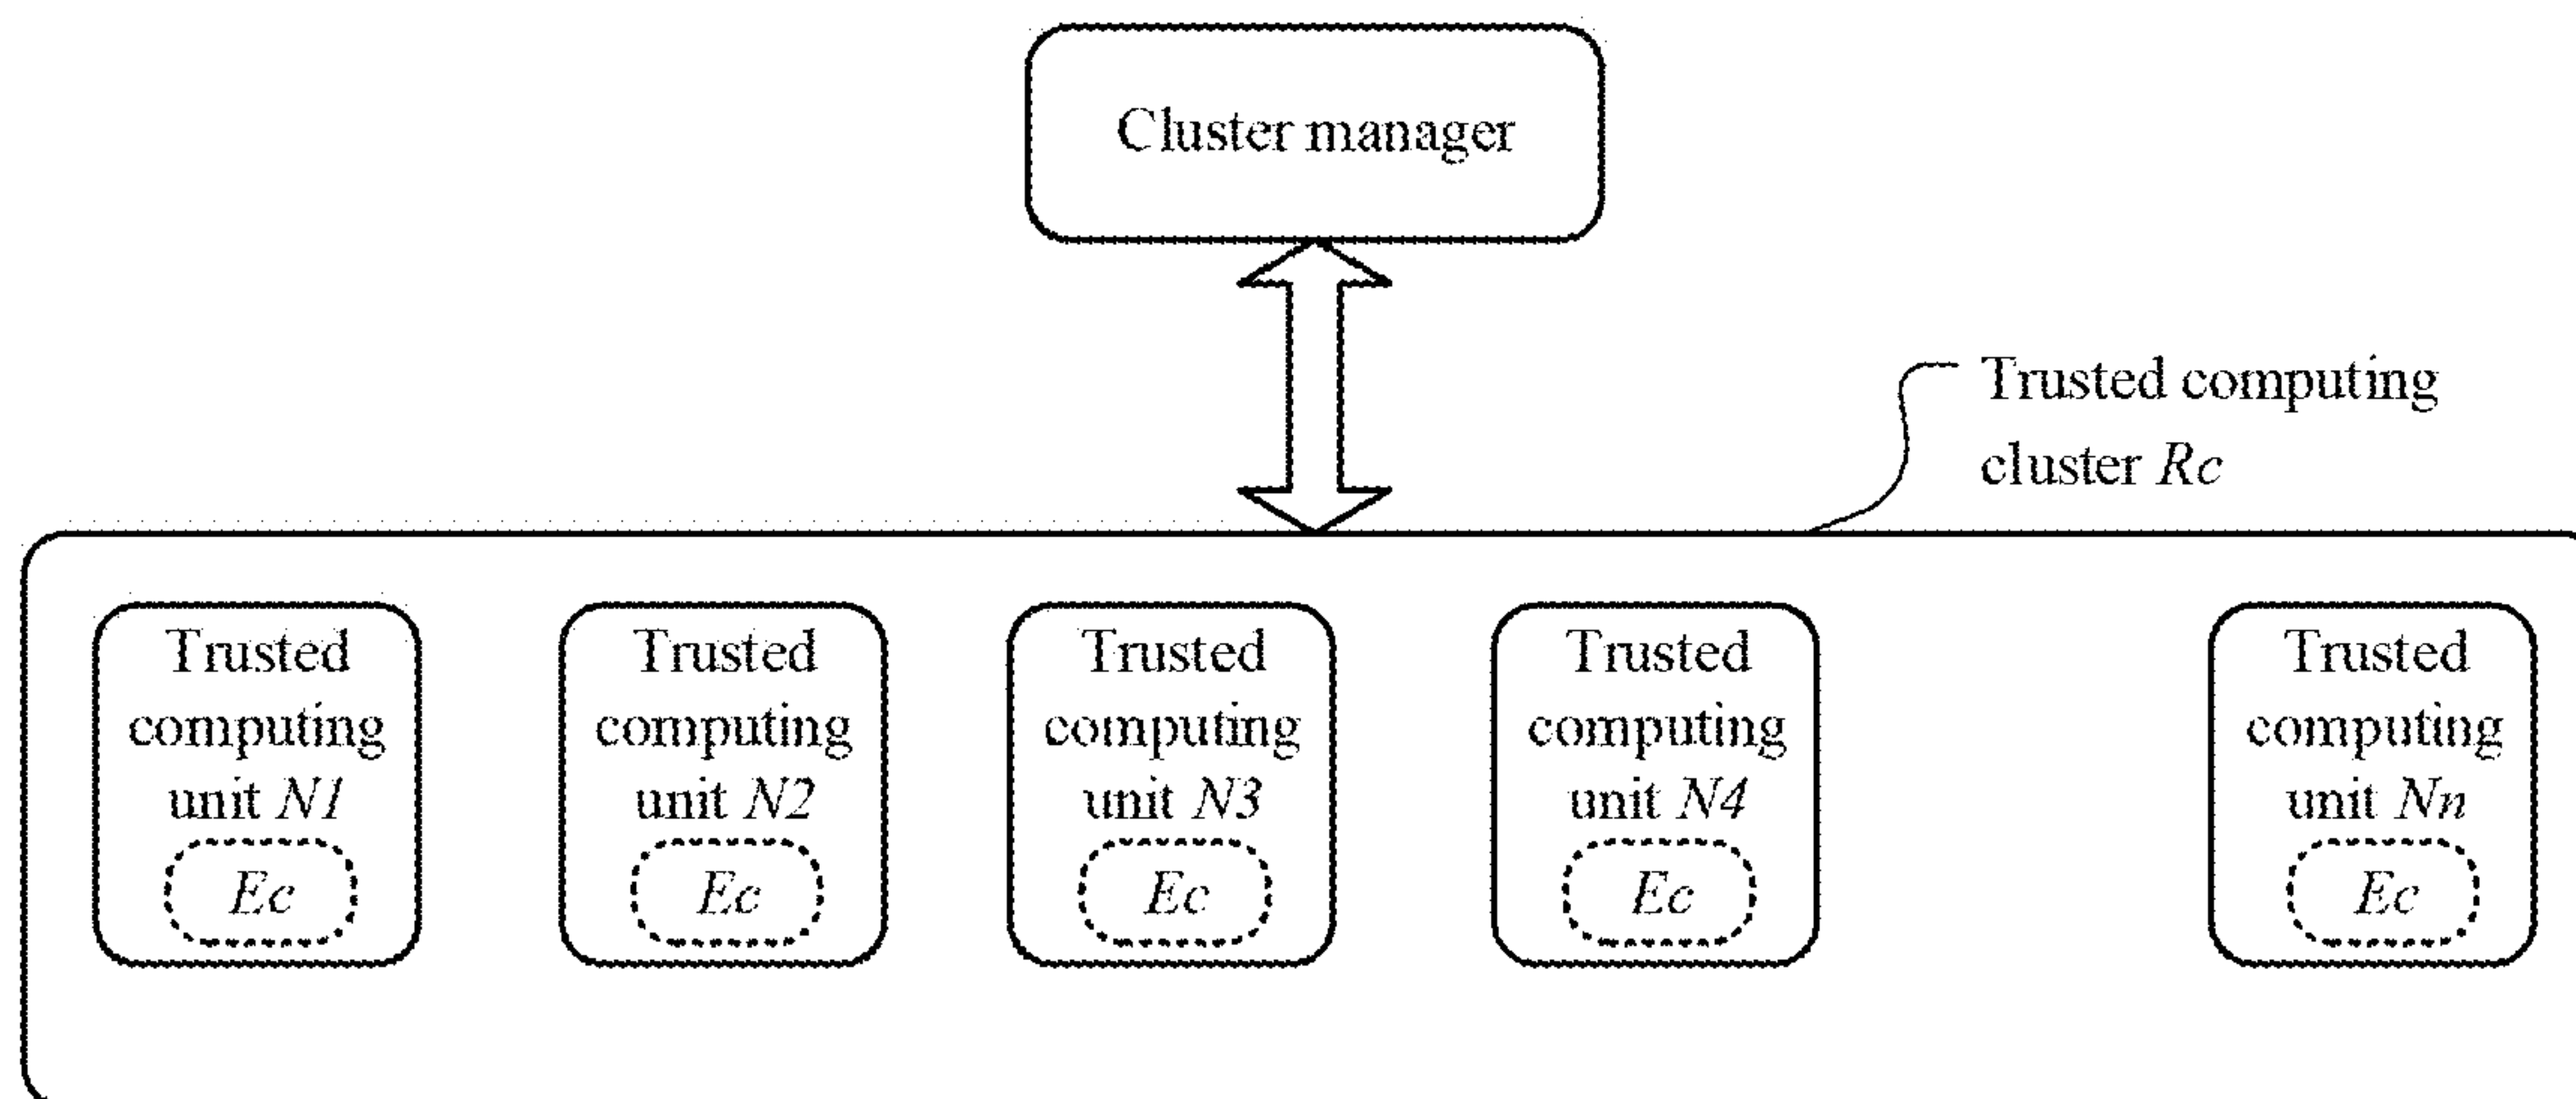 Cluster manager
Trusted computing
cluster Rc
Trusted
computing
unit N1
Ec
Trusted
computing
unit N2
Ec
Trusted
computing
unit N3
Ec
Trusted
computing
unit N4
Ec
Trusted
computing
unit Nn
Ec